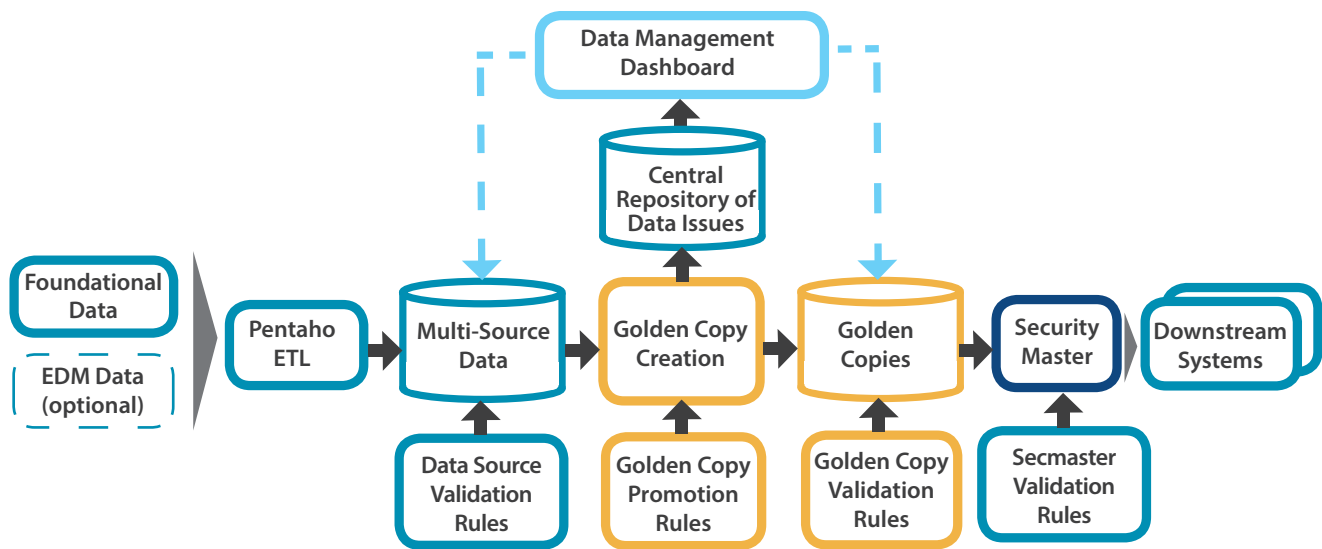 Data Management
Dashboard
Central
Repository of
Data Issues
Foundational
Data
EDM Data
(optional)
Pentaho
ETL
Multi-Source
Data
Golden Copy
Creation
Golden
Copies
Security
Master
Downstream
Systems
Data Source
Validation
Rules
Golden Copy
Promotion
Rules
Golden Copy
Validation
Rules
Secmaster
Validation
Rules